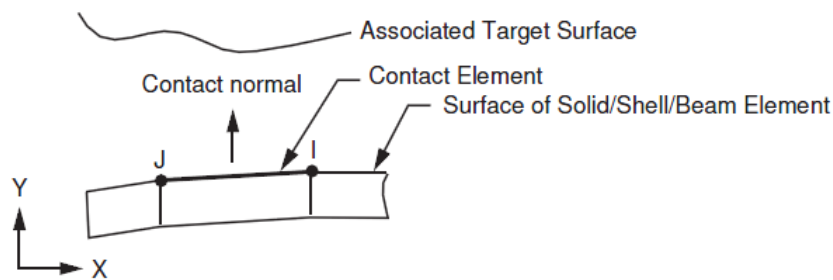 Associated Target Surface
Contact Element
Contact normal
Surface of Solid/Shell/Beam Element
J
I
Y
X